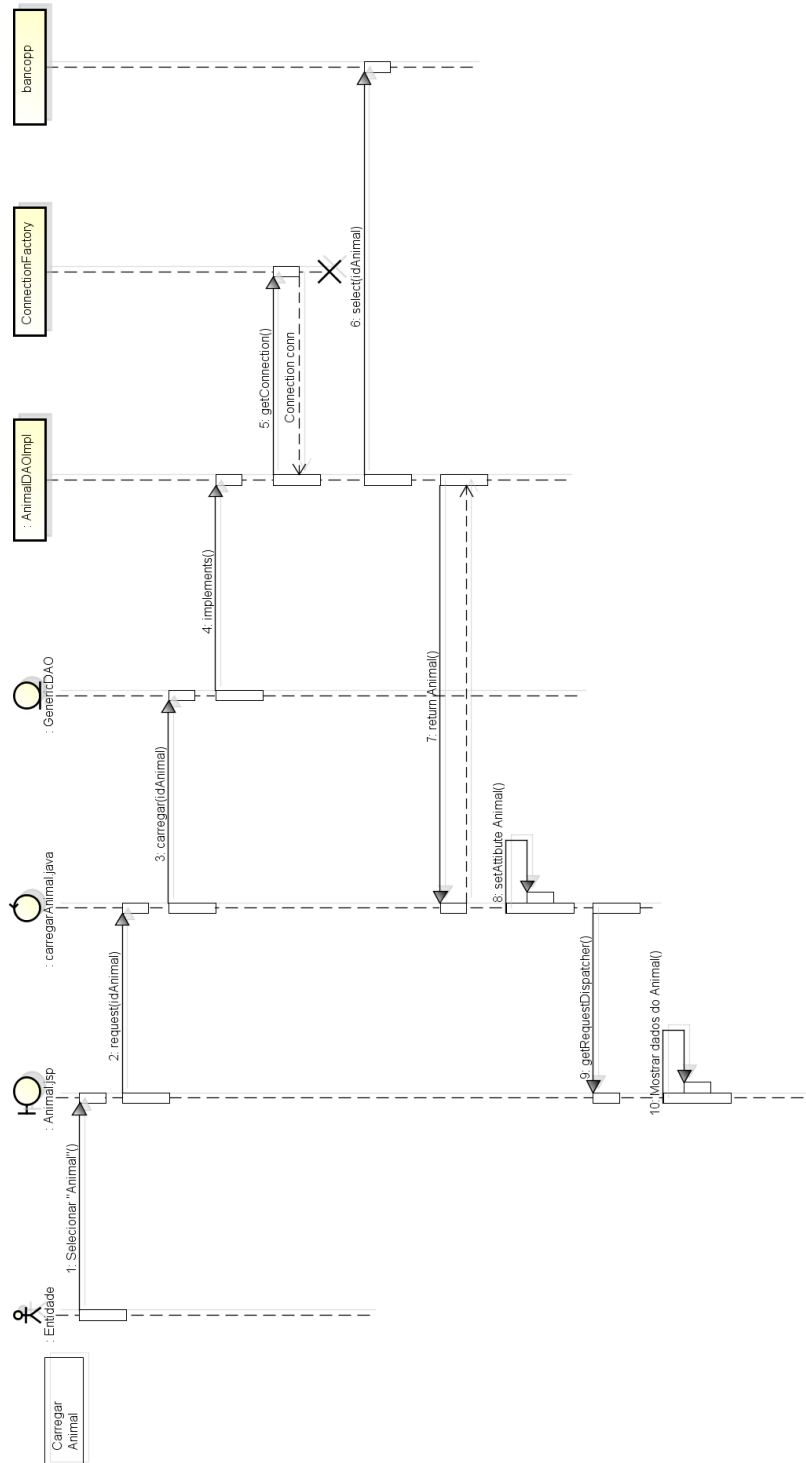 Carregar
Animal
: Entidade
: Animal.jsp
: carregarAnimal.java
: GenericDAO
: AnimalDAOImpl
ConnectionFactory
bancopp
1: Selecionar "Animal"()
2: request(idAnimal)
3: carregar(idAnimal)
4: implements()
5: getConnection()
Connection conn
6: select(idAnimal)
7: return Animal()
8: setAttibute Animal()
9: getRequestDispatcher()
10: Mostrar dados do Animal()